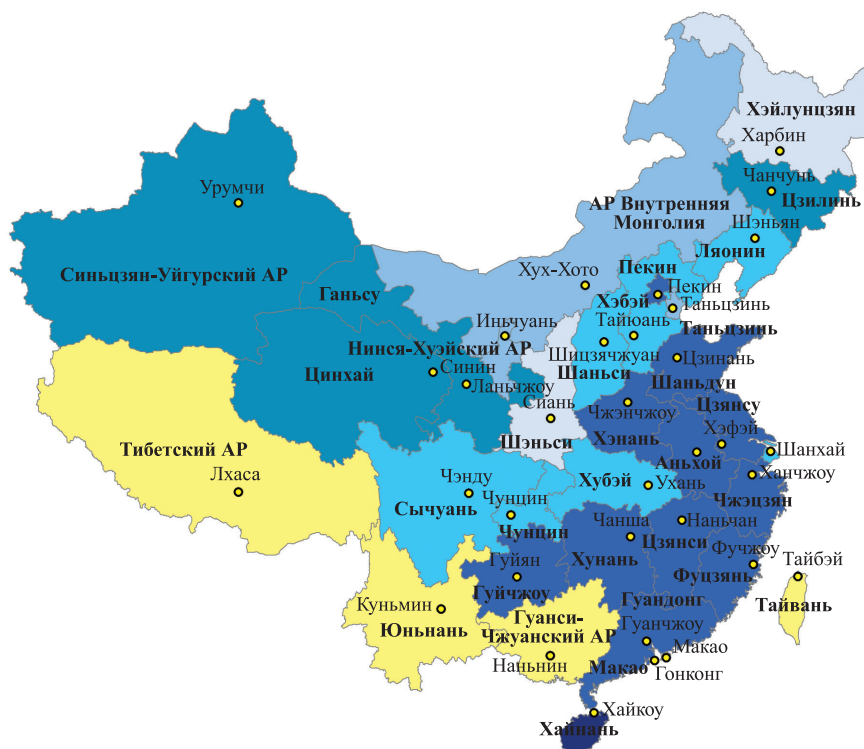 Хэйлунцзян
Харбин
Чанчунь
Цзилинь
Урумчи
АР Внутренняя
Монголия
Шэньян
Ляонин
Синьцзян-Уйгурский АР
Хух-Хото
Пекин
Пекин
Ганьсу
Хэбэй
Таньцзинь
Иньчуань
Тайюань
Таньцзинь
Нинся-Хуэйский АР
Шицзячжуан
Цзинань
Цинхай
Синин
Шаньси
Ланьчжоу
Шаньдун
Сиань
Чжэнчжоу
Цзянсу
Шэньси
Хэнань
Хэфэй
Тибетский АР
Шанхай
Аньхой
Лхаса
Чэнду
Хубэй
Ухань
Ханчжоу
Сычуань
Чунцин
Чжэцзян
Чанша
Наньчан
Чунцин
Цзянси
Гуйян
Хунань
Фучжоу
Тайбэй
Гуйчжоу
Фуцзянь
Куньмин
Гуандонг
Тайвань
Юньнань
Гуанси-
Чжуанский АР
Гуанчжоу
Наньнин
Макао
Макао
Гонконг
Хайкоу
Хайнань